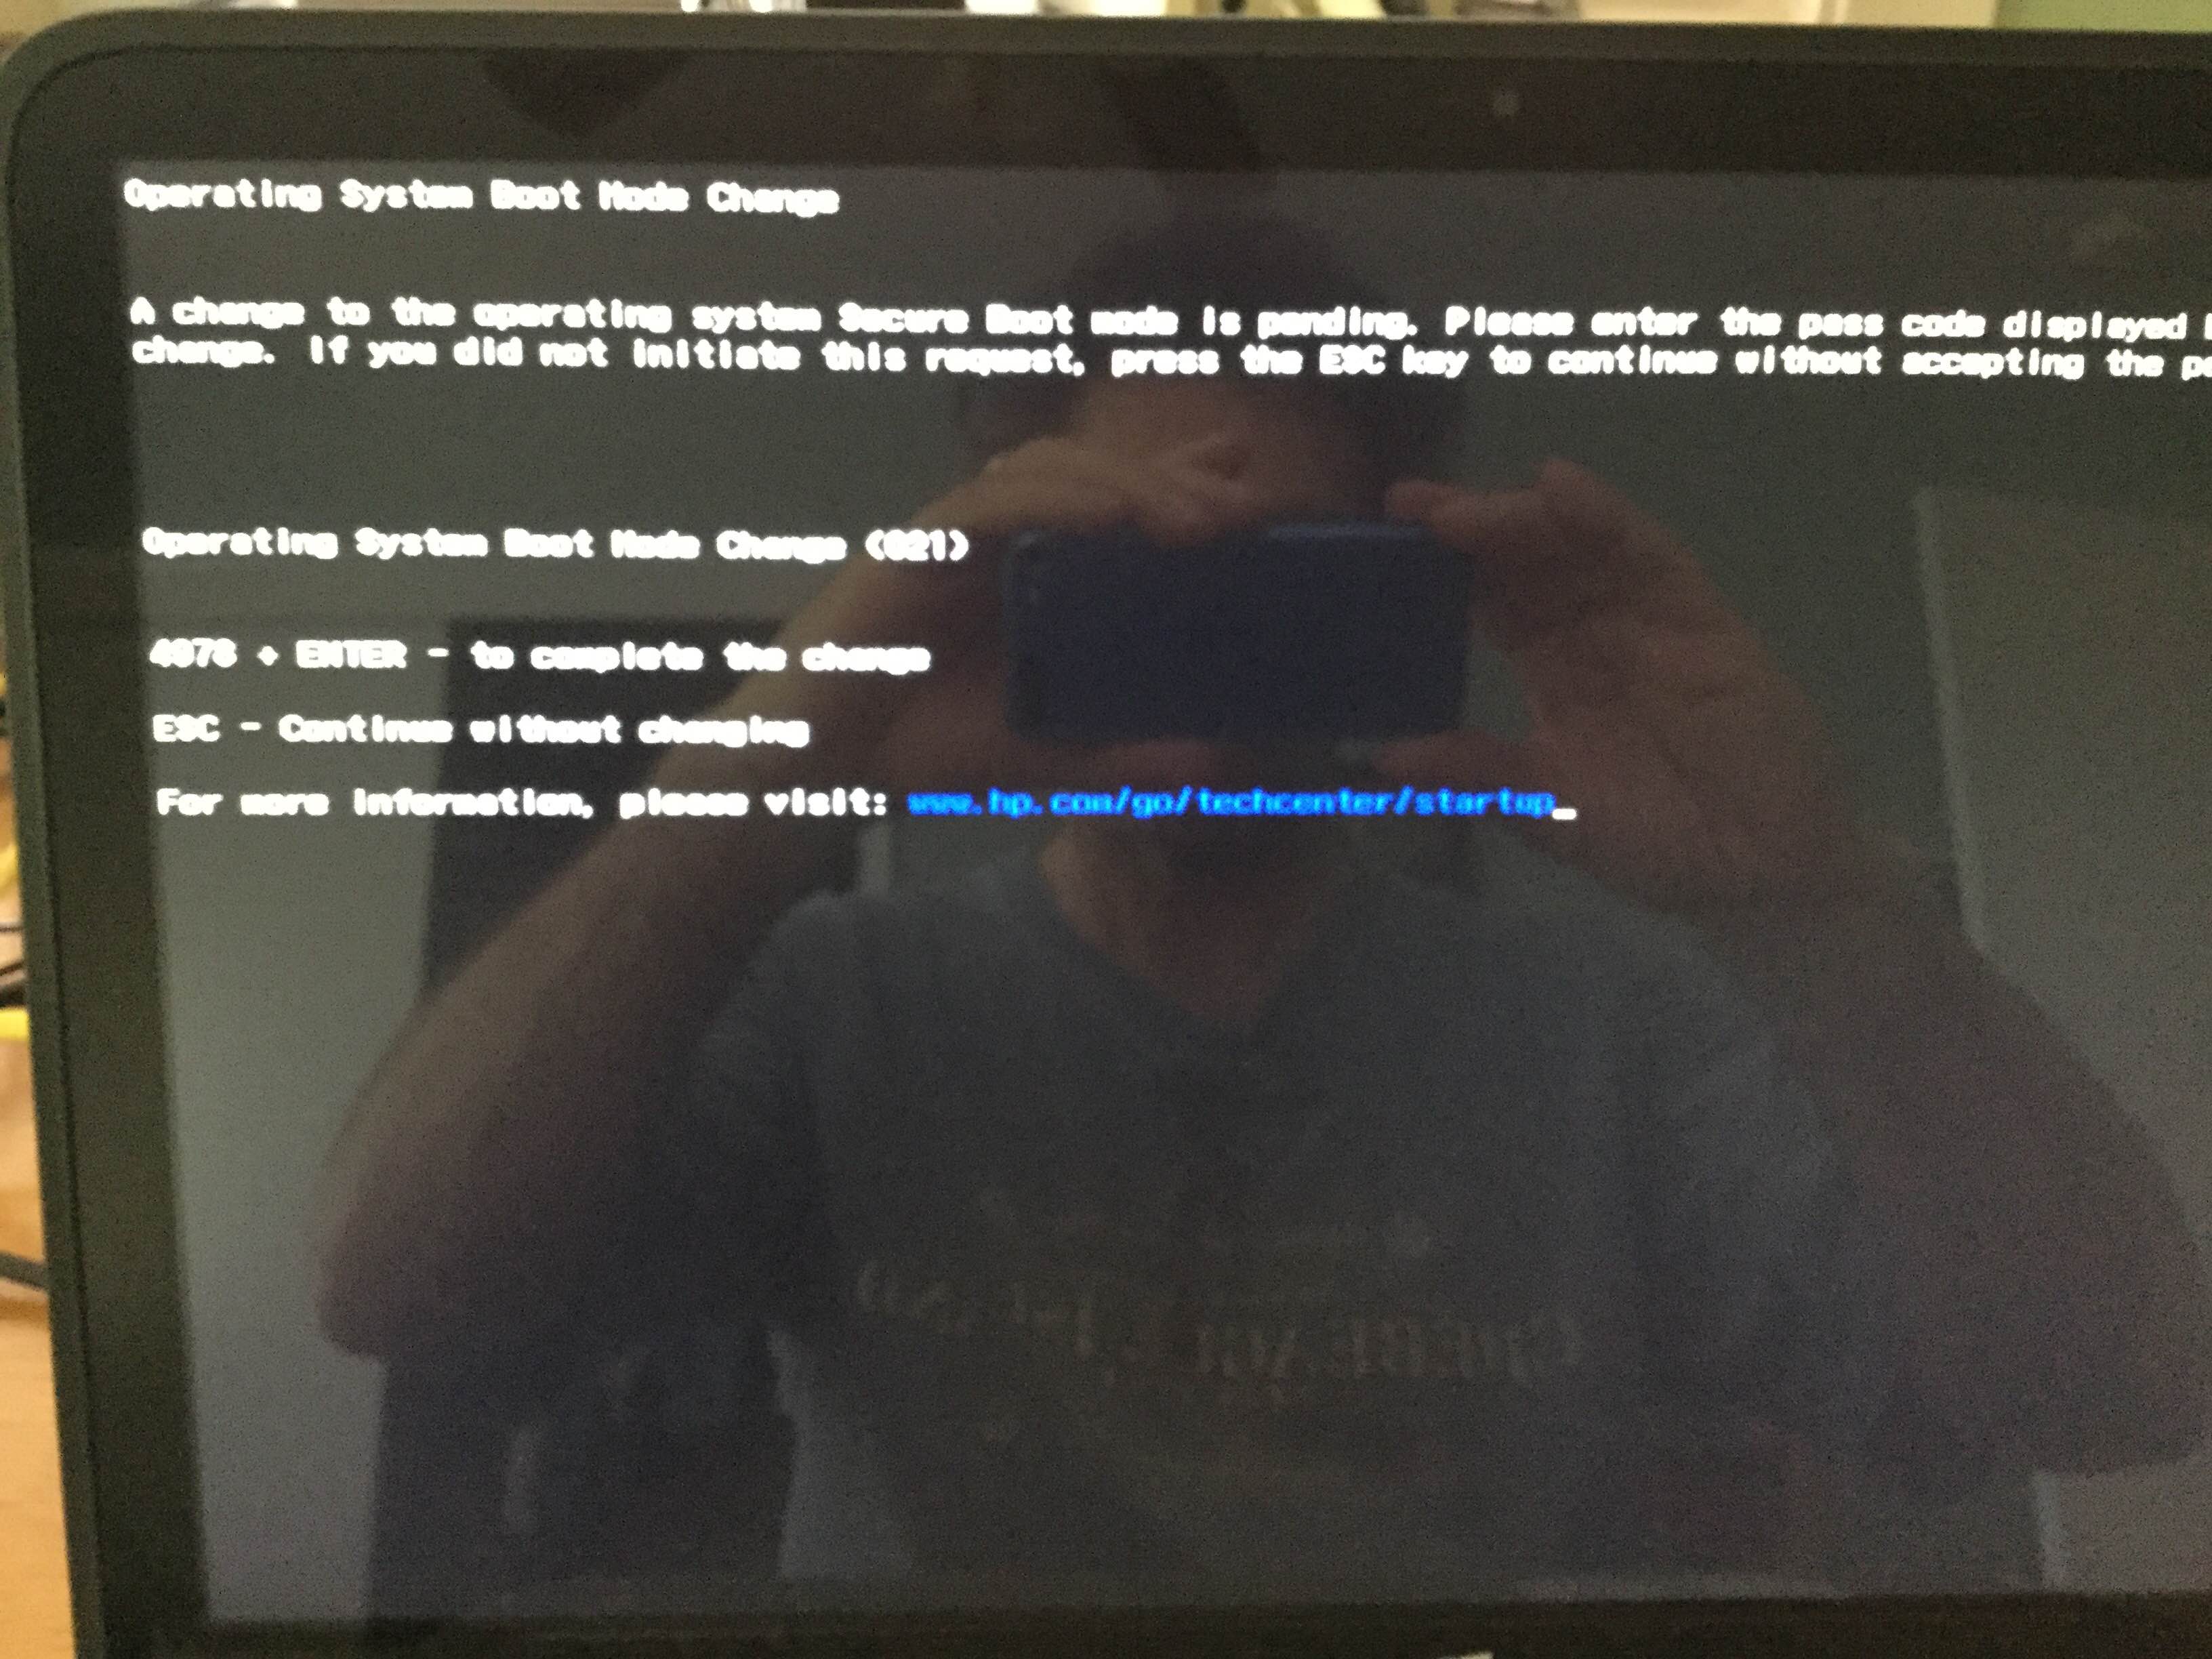 Operating System Boot Mode Change
A change to the operating system Secure Boot mode is pending. Please enter the pass code displayed
change. If you did not initiate this request, press the ESC key to continue without accepting the
Operating System Boot Mode Change (021)
+ ENTER - to complete the change
ESC - Continue without changing
For more information, please visit: www.hp.com/go/techcenter/startup_